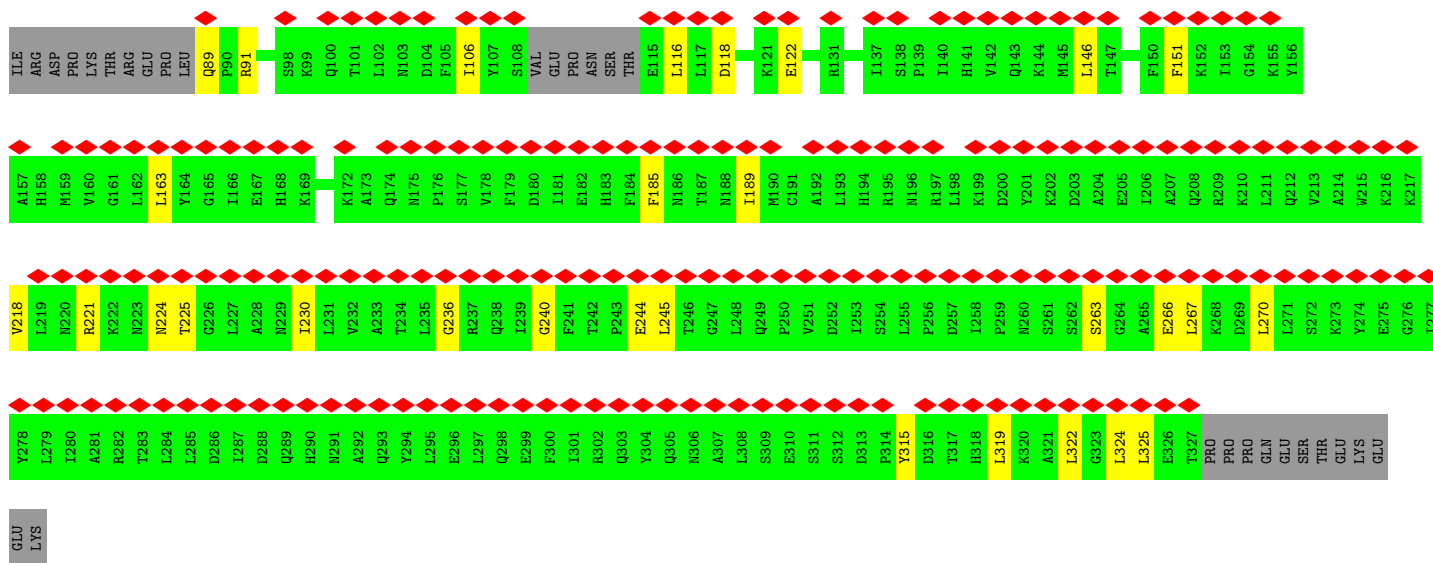 ILE ARG ASP PRO LYS THR ARG GLU PRO LEU Q89 P90 R91 S98 K99 Q100 T101 L102 N103 D104 F105 I106 Y107 S108 VAL GLU PRO ASN SER THR E115 L116 L117 D118 K121 E122 R131 I137 S138 P139 I140 H141 V142 Q143 K144 M145 L146 T147 F150 F151 K152 I153 G154 K155 Y156
A157 H158 M159 V160 G161 L162 L163 Y164 G165 I166 E167 H168 K169 K172 A173 Q174 N175 P176 S177 V178 F179 D180 I181 E182 H183 F184 F185 N186 T187 N188 I189 M190 C191 A192 L193 H194 R195 N196 R197 L198 K199 D200 Y201 K202 D203 A204 E205 I206 A207 Q208 R209 K210 L211 Q212 V213 A214 W215 K216 K217
V218 L219 N220 R221 K222 N223 N224 T225 G226 L227 A228 N229 I230 L231 V232 A233 T234 L235 G236 R237 Q238 I239 G240 F241 T242 P243 E244 L245 T246 G247 L248 Q249 P250 V251 D252 I253 S254 L255 P256 D257 I258 P259 N260 S261 S262 S263 G264 A265 E266 L267 K268 D269 L270 L271 S272 K273 Y274 E275 G276 I277
Y278 L279 I280 A281 R282 T283 L284 L285 D286 I287 D288 Q289 H290 N291 A292 Q293 Y294 L295 E296 L297 Q298 E299 F300 I301 R302 Q303 Y304 Q305 N306 A307 L308 S309 E310 S311 S312 D313 P314 Y315 D316 T317 H318 L319 K320 A321 L322 G323 L324 L325 E326 T327 PRO PRO PRO GLN GLU SER THR GLU LYS GLU
GLU LYS